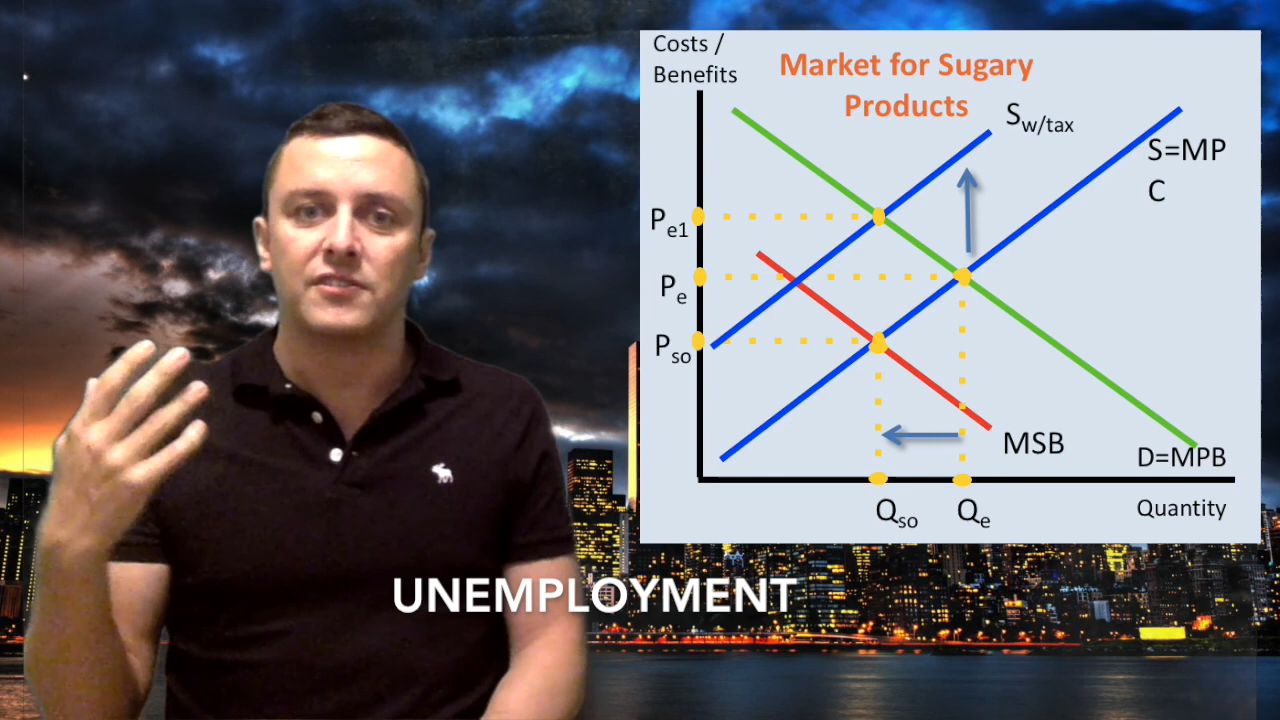 Costs /
Benefits
Market for Sugary
Products
Sw/tax
S=MP
C
Pe1
Pe
Pso
MSB
D=MPB
Qso
Qe
Quantity
UNEMPLOYMENT